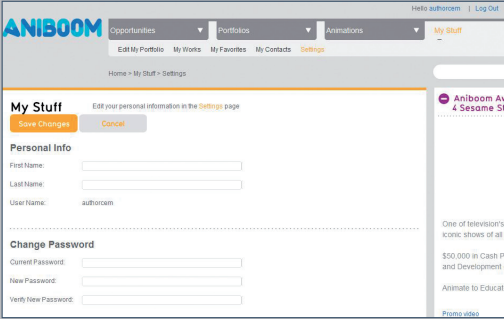 Hello authorcem | Log Out
ANIBOOM
Opportunities Portfolios Animations My Stuff
Edit My Portfolio My Works My Favorites My Contacts Settings
Home > My Stuff > Settings
My Stuff
Edit your personal information in the Settings page
Save Changes Cancel
Personal Info
First Name:
Last Name:
User Name: authorcem
Change Password
Current Password:
New Password:
Verify New Password:
Aniboom Av
4 Sesame St
One of television's
iconic shows of all
$50,000 in Cash P
and Development
Animate to Educat
Promo video